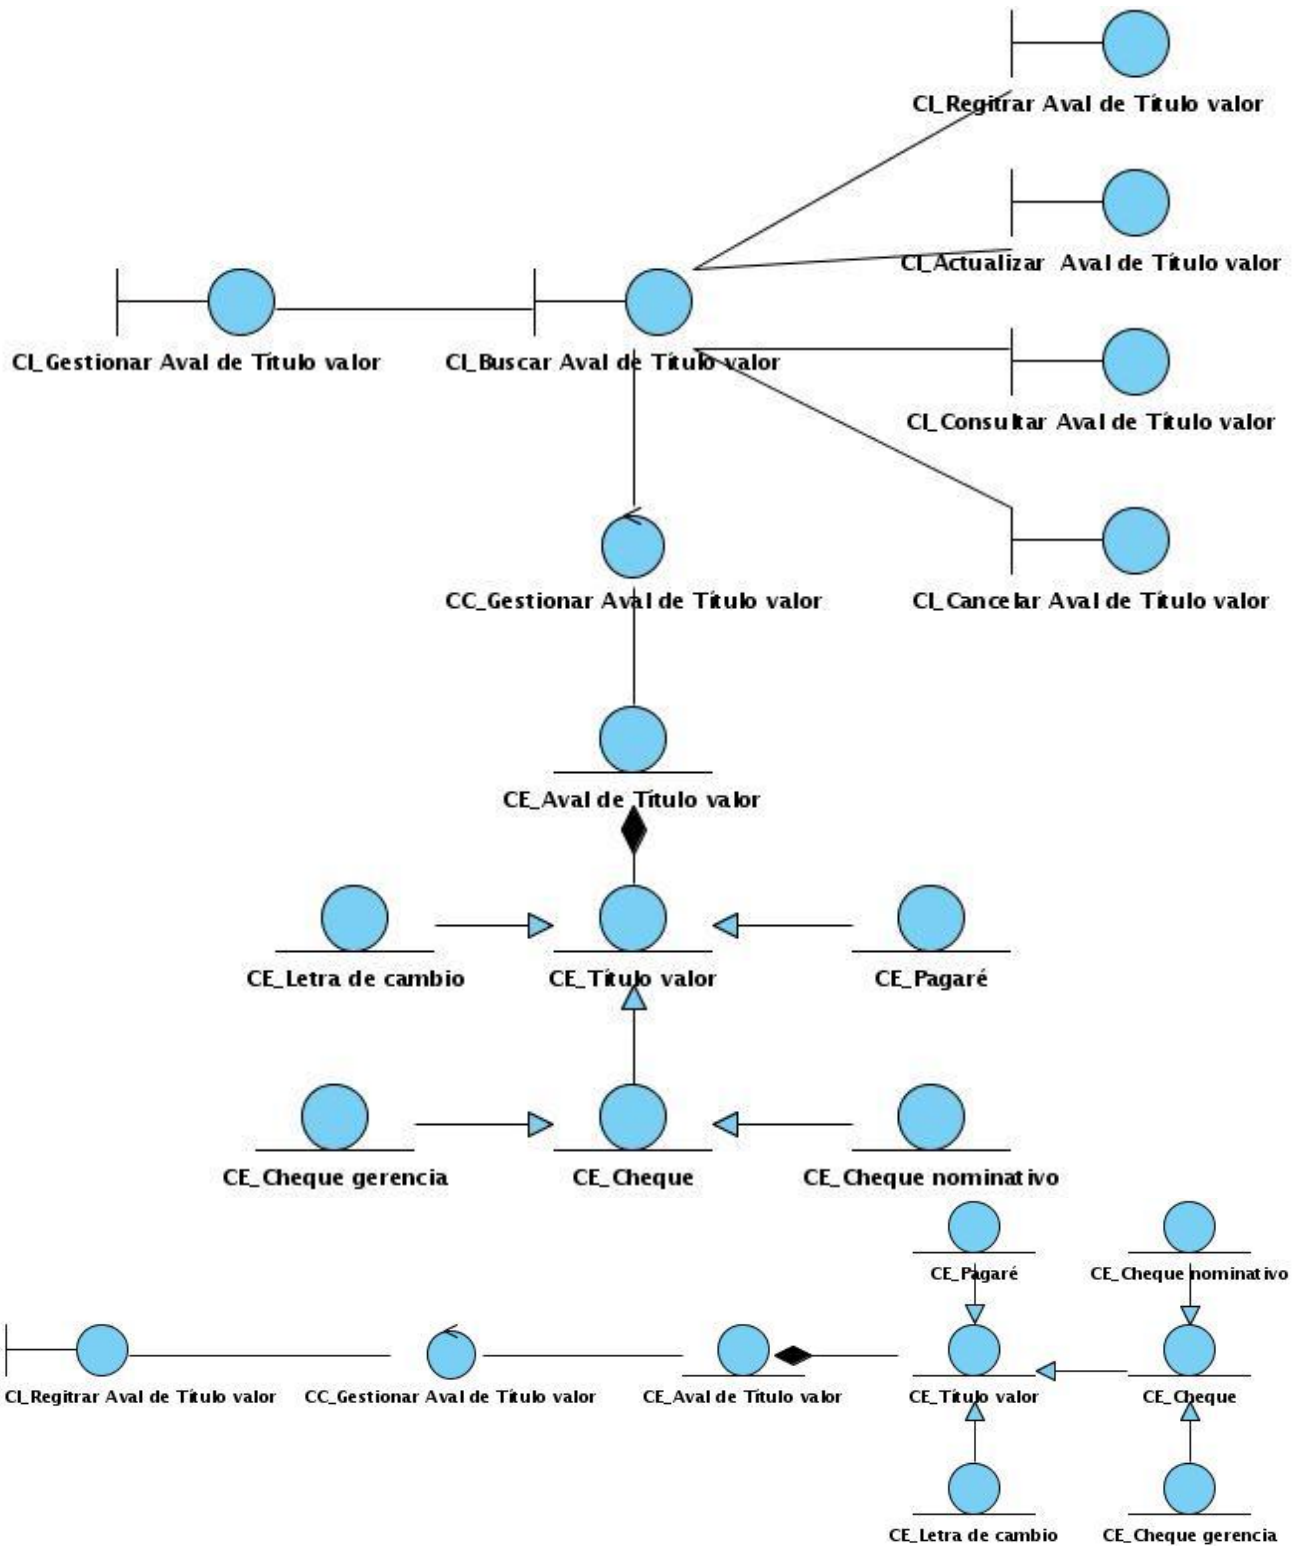 CI_Regitrar Aval de Título valor
CI_Actualizar Aval de Título valor
CI_Gestionar Aval de Título valor
CI_Buscar Aval de Título valor
CI_Consultar Aval de Título valor
CC_Gestionar Aval de Título valor
CI_Cancelar Aval de Título valor
CE_Aval de Título valor
CE_Letra de cambio
CE_Título valor
CE_Pagaré
CE_Cheque gerencia
CE_Cheque
CE_Cheque nominativo
CE_Pagaré
CE_Cheque nominativo
CI_Regitrar Aval de Título valor
CC_Gestionar Aval de Título valor
CE_Aval de Título valor
CE_Título valor
CE_Cheque
CE_Letra de cambio
CE_Cheque gerencia